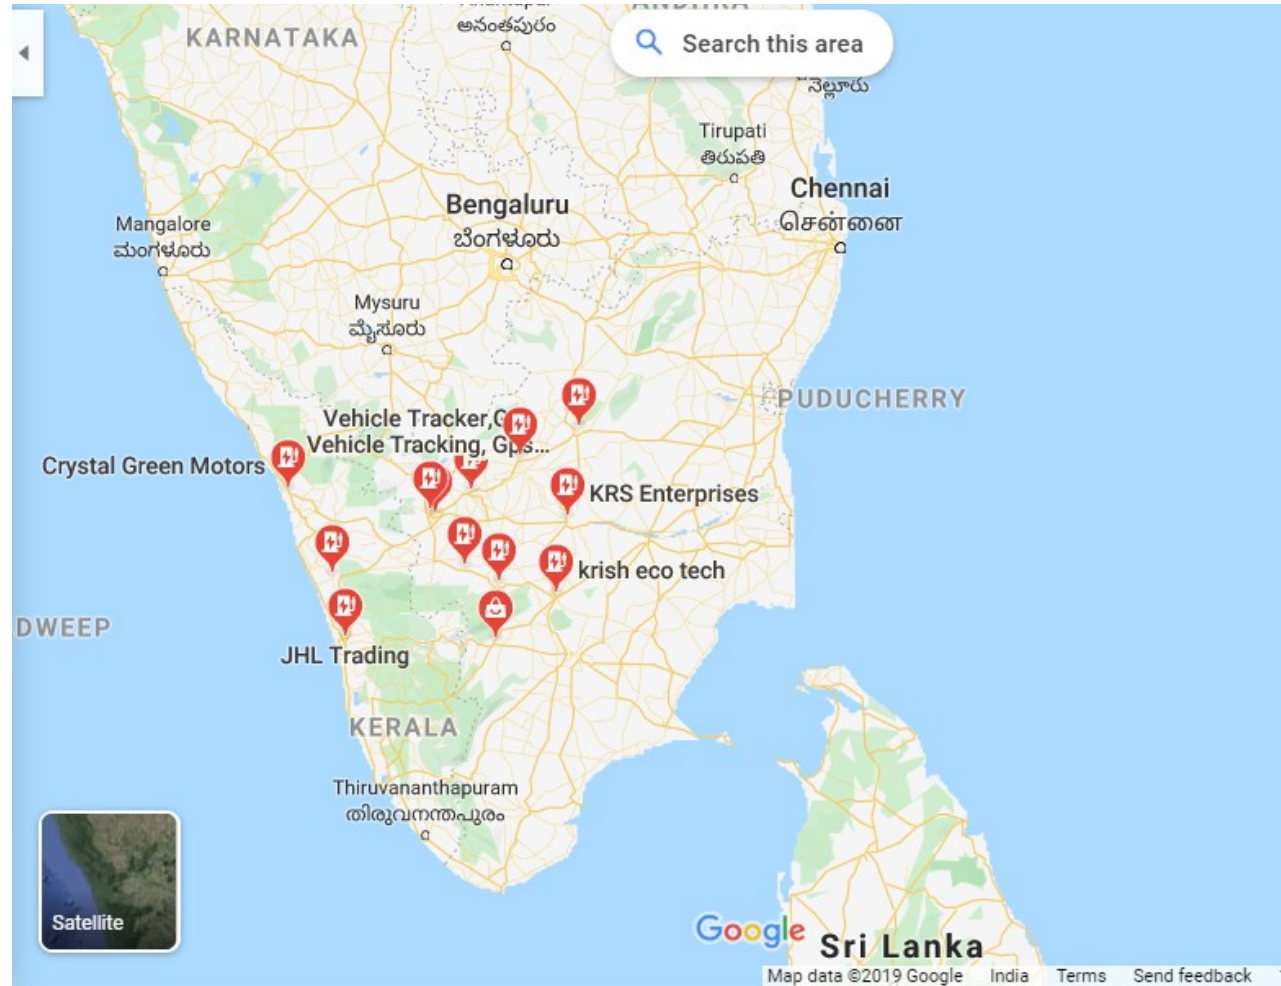 అనంతపురం
KARNATAKA
Search this area
నెల్లూరు
Tirupati
తిరుపతి
Chennai
சென்னை
Bengaluru
ಬೆಂಗಳೂರು
Mangalore
ಮಂಗಳೂರು
Mysuru
ಮೈಸೂರು
PUDUCHERRY
Vehicle Tracker,G
Vehicle Tracking, Gps...
Crystal Green Motors
KRS Enterprises
krish eco tech
DWEEP
JHL Trading
KERALA
Thiruvananthapuram
തിരുവനന്തപുരം
Satellite
Google
Sri Lanka
Map data ©2019 Google India Terms Send feedback